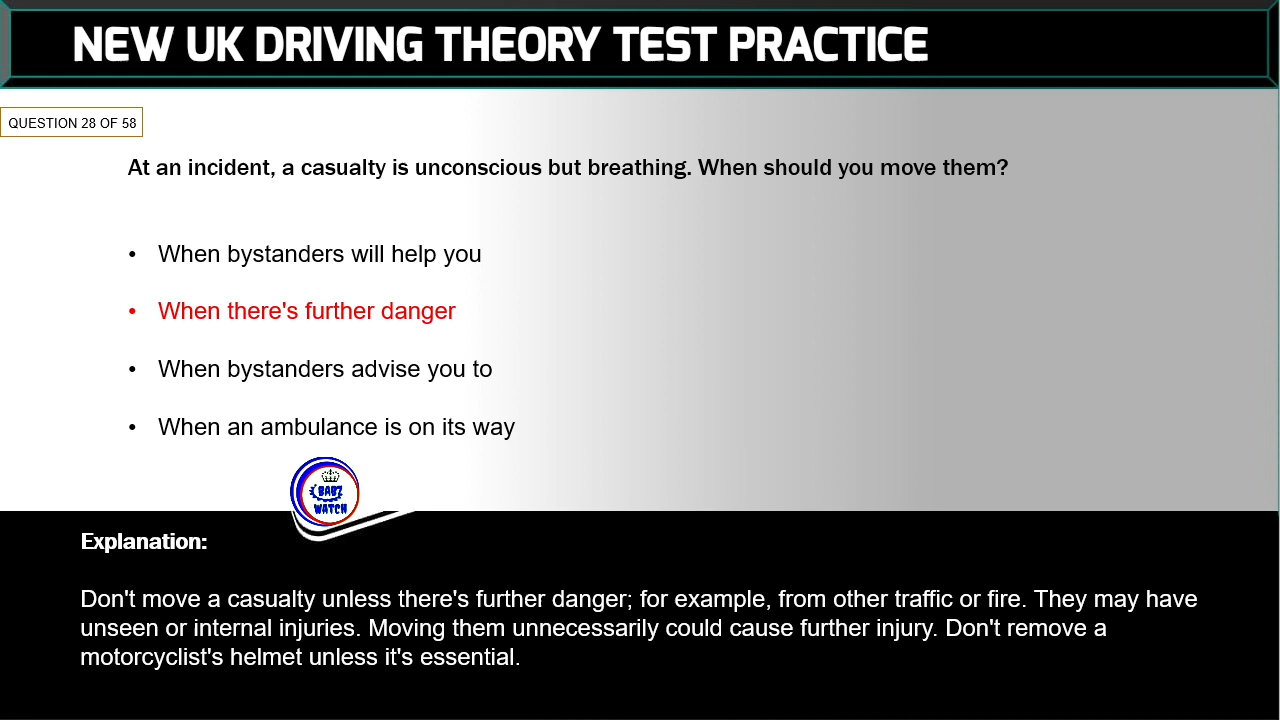 NEW UK DRIVING THEORY TEST PRACTICE
QUESTION 28 OF 58
At an incident, a casualty is unconscious but breathing. When should you move them?
• When bystanders will help you
• When there's further danger
• When bystanders advise you to
• When an ambulance is on its way
BABZ
WATCH
Explanation:
Don't move a casualty unless there's further danger; for example, from other traffic or fire. They may have
unseen or internal injuries. Moving them unnecessarily could cause further injury. Don't remove a
motorcyclist's helmet unless it's essential.